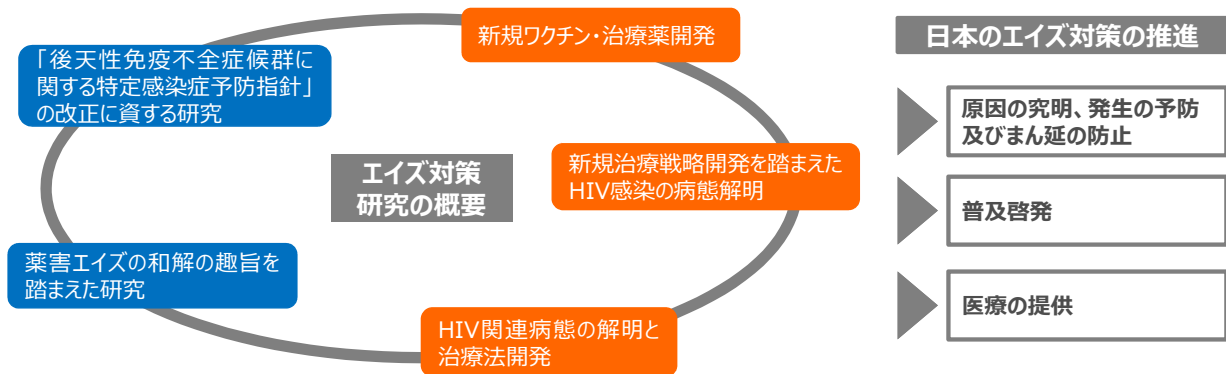 新規ワクチン・治療薬開発
「後天性免疫不全症候群に
関する特定感染症予防指針」
の改正に資する研究
エイズ対策
研究の概要
新規治療戦略開発を踏まえた
HIV感染の病態解明
薬害エイズの和解の趣旨を
踏まえた研究
HIV関連病態の解明と
治療法開発
日本のエイズ対策の推進
原因の究明、発生の予防
及びまん延の防止
普及啓発
医療の提供